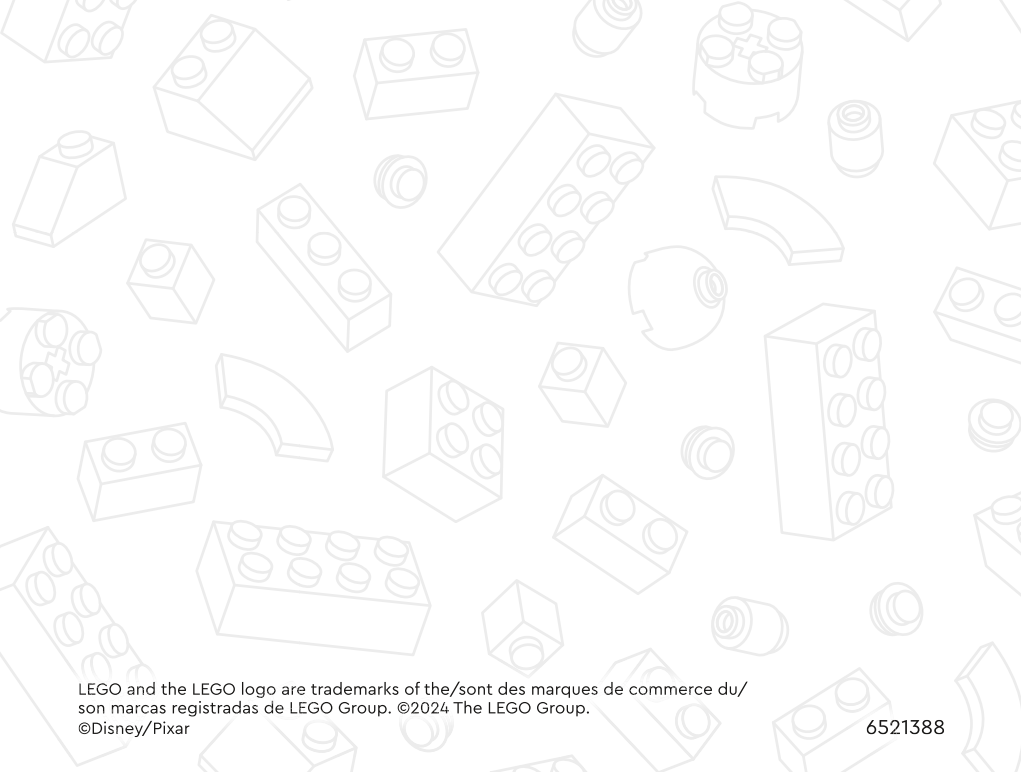 LEGO and the LEGO logo are trademarks of the/sont des marques de commerce du/
son marcas registradas de LEGO Group. ©2024 The LEGO Group.
©Disney/Pixar
6521388